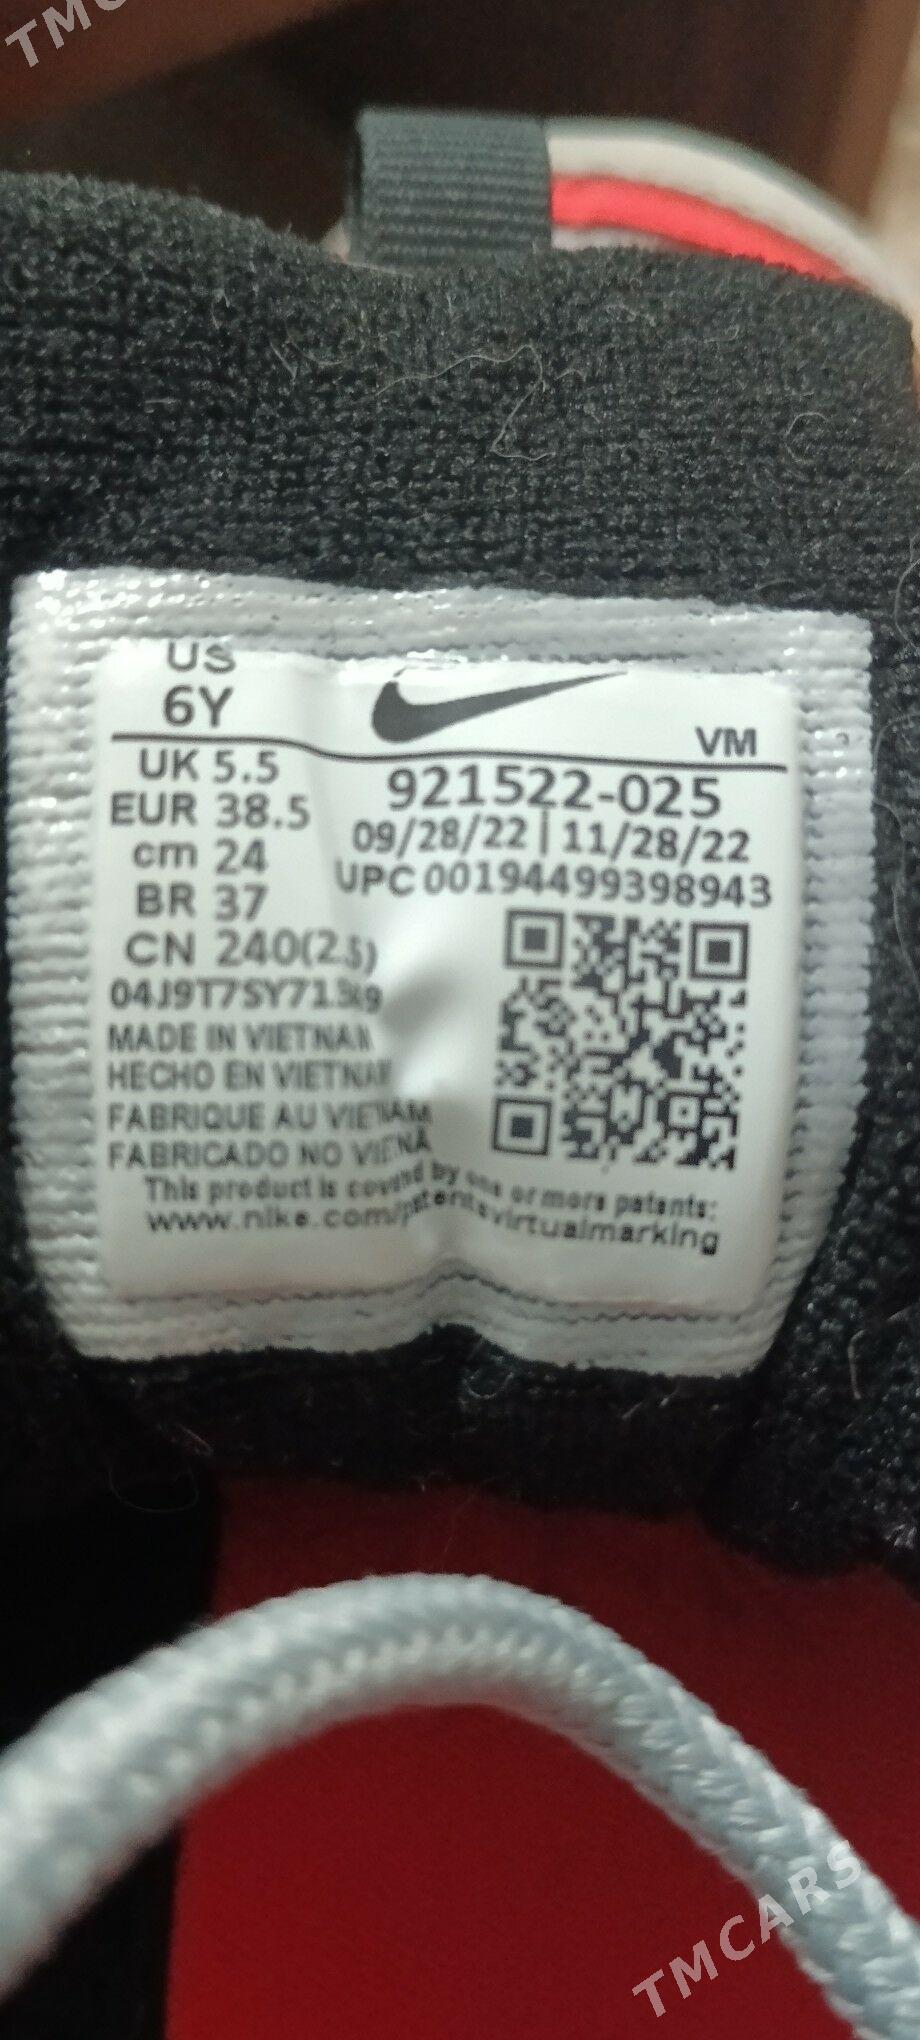 TMC
US
6Y
VM
UK 5.5
EUR 38.5
cm 24
BR 37
CN 240(2.5)
921522-025
09/28/22 | 11/28/22
UPC 00194499398943
MADE IN VIETNAM
HECHO EN VIETNAM
FABRIQUE AU VIETNAM
FABRICADO NO VIETNA
This product is covered by one or more patents:
www.nike.com/patentsvirtualmarking
TMCARS